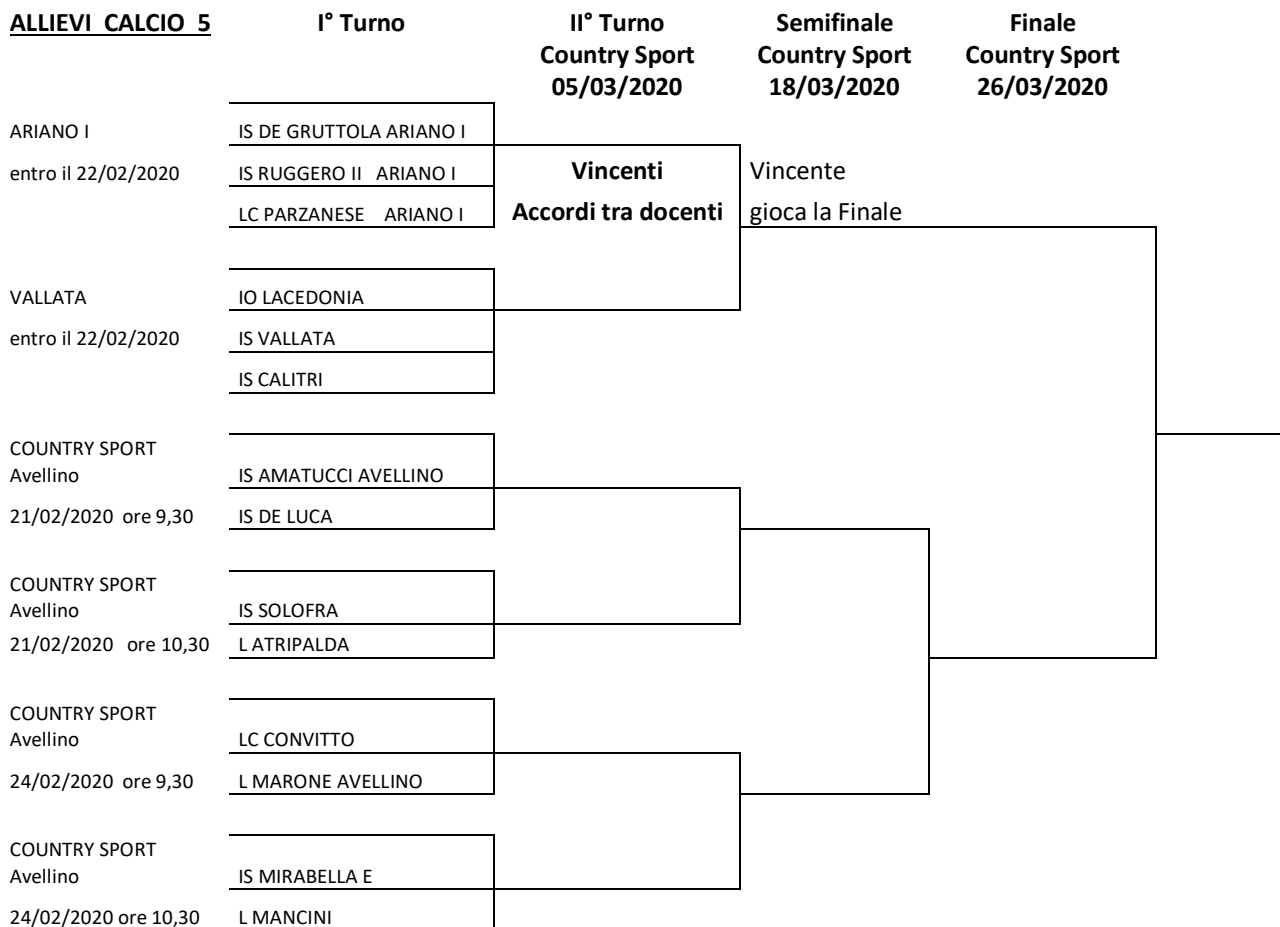 ALLIEVI CALCIO 5 I° Turno II° Turno Semifinale Finale
Country Sport Country Sport Country Sport
05/03/2020 18/03/2020 26/03/2020
ARIANO I IS DE GRUTTOLA ARIANO I
entro il 22/02/2020 IS RUGGERO II ARIANO I Vincenti Vincente
LC PARZANESE ARIANO I Accordi tra docenti gioca la Finale
VALLATA IO LACEDONIA
entro il 22/02/2020 IS VALLATA
IS CALITRI
COUNTRY SPORT
Avellino IS AMATUCCI AVELLINO
21/02/2020 ore 9,30 IS DE LUCA
COUNTRY SPORT
Avellino IS SOLOFRA
21/02/2020 ore 10,30 L ATRIPALDA
COUNTRY SPORT
Avellino LC CONVITTO
24/02/2020 ore 9,30 L MARONE AVELLINO
COUNTRY SPORT
Avellino IS MIRABELLA E
24/02/2020 ore 10,30 L MANCINI